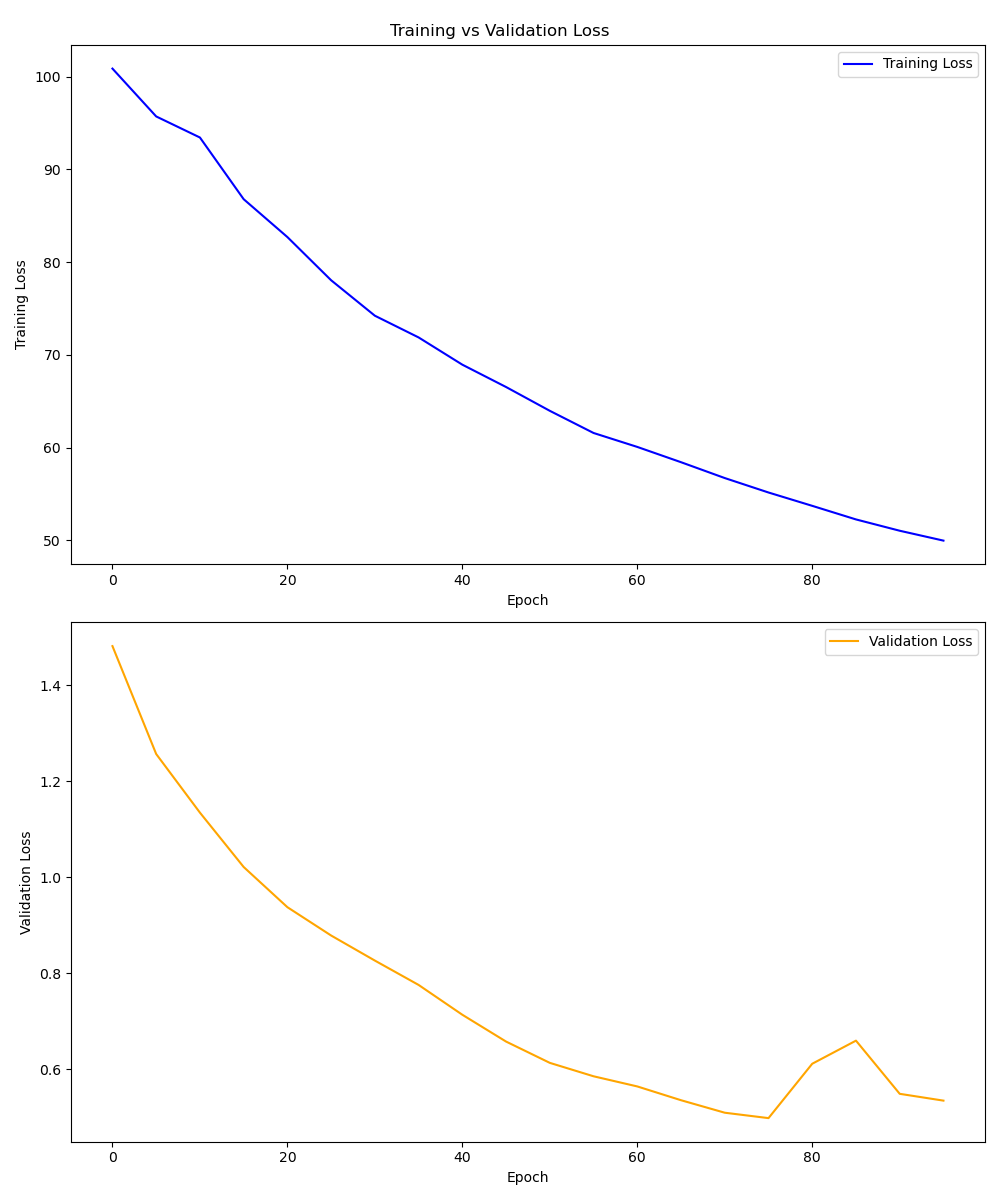 Training vs Validation Loss
Training Loss
100
90
80
70
60
50
Training Loss
0 20 40 60 80
Epoch
Validation Loss
1.4
1.2
1.0
0.8
0.6
Validation Loss
0 20 40 60 80
Epoch